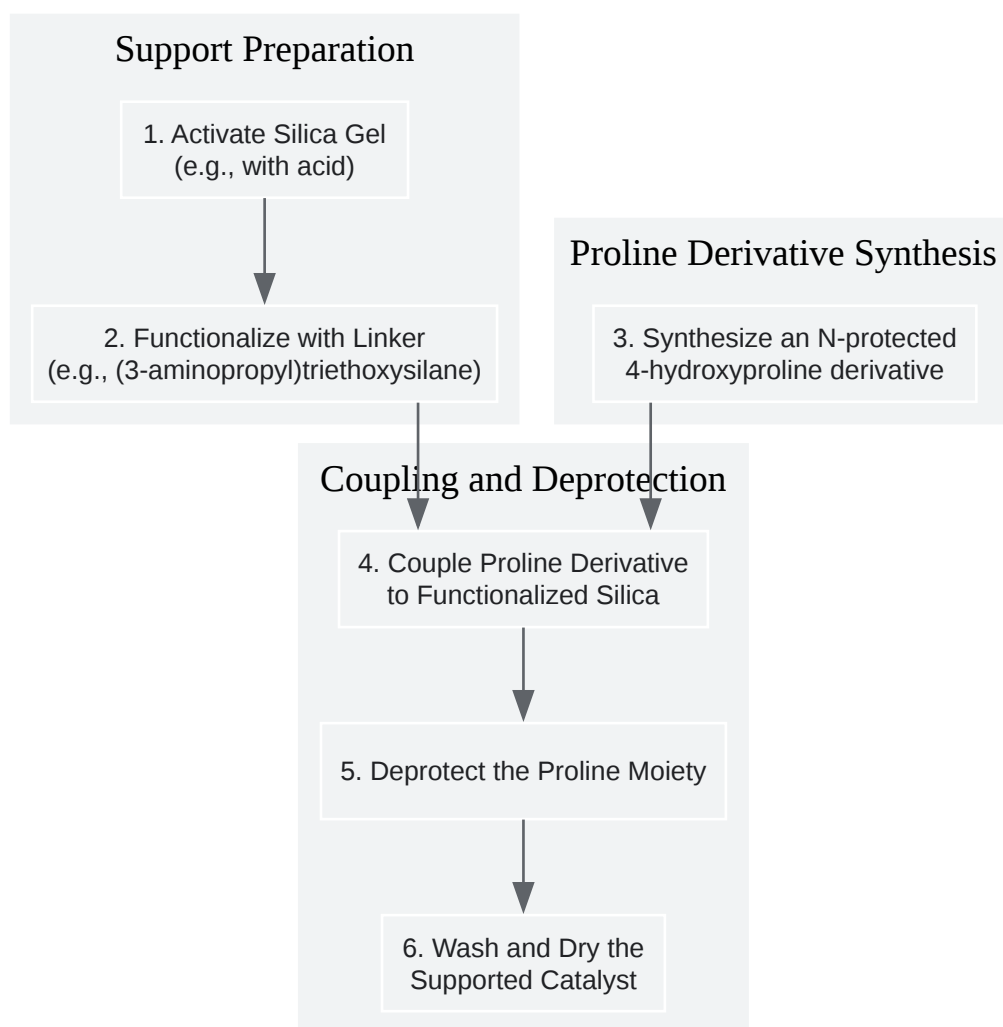 Support Preparation
1. Activate Silica Gel
(e.g., with acid)
2. Functionalize with Linker
(e.g., (3-aminopropyl)triethoxysilane)
Proline Derivative Synthesis
3. Synthesize an N-protected
4-hydroxyproline derivative
Coupling and Deprotection
4. Couple Proline Derivative
to Functionalized Silica
5. Deprotect the Proline Moiety
6. Wash and Dry the
Supported Catalyst